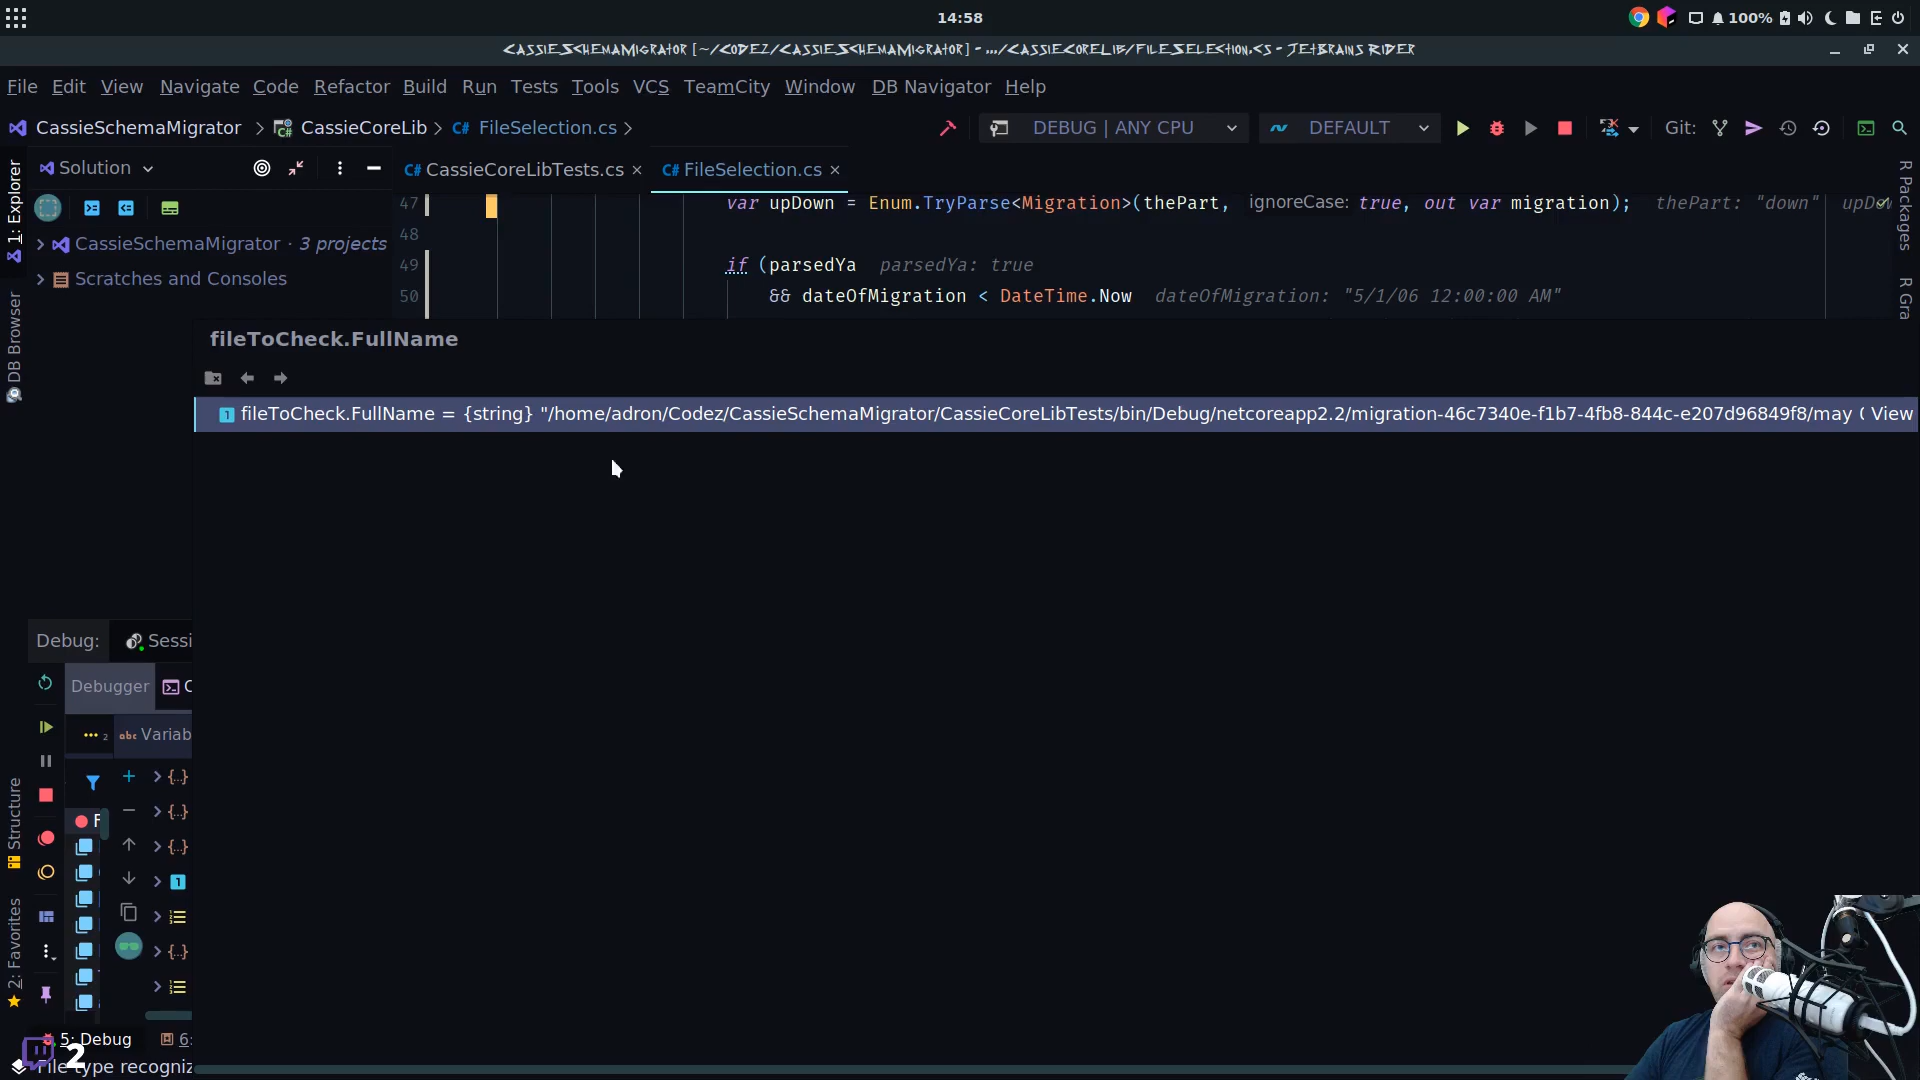 14:58
100%
CassieSchemaMigrator [~/Codez/CassieSchemaMigrator] - .../CassieCoreLib/FileSelection.cs - JetBrains Rider
File Edit View Navigate Code Refactor Build Run Tests Tools VCS TeamCity Window DB Navigator Help
CassieSchemaMigrator > CassieCoreLib > C# FileSelection.cs >
DEBUG | ANY CPU
DEFAULT
Git:
Solution
C# CassieCoreLibTests.cs ×
C# FileSelection.cs ×
1: Explorer
DB Browser
Structure
2: Favorites
R Packages
R Gra
CassieSchemaMigrator · 3 projects
Scratches and Consoles
47 var upDown = Enum.TryParse<Migration>(thePart, ignoreCase: true, out var migration); thePart: "down"
48
49 if (parsedYa parsedYa: true
50 && dateOfMigration < DateTime.Now dateOfMigration: "5/1/06 12:00:00 AM"
fileToCheck.FullName
fileToCheck.FullName = {string} "/home/adron/Codez/CassieSchemaMigrator/CassieCoreLibTests/bin/Debug/netcoreapp2.2/migration-46c7340e-f1b7-4fb8-844c-e207d96849f8/may ( View
Debug: Sessi
Debugger C
2 abc Variab
F
5: Debug 6:
2
File type recogniz